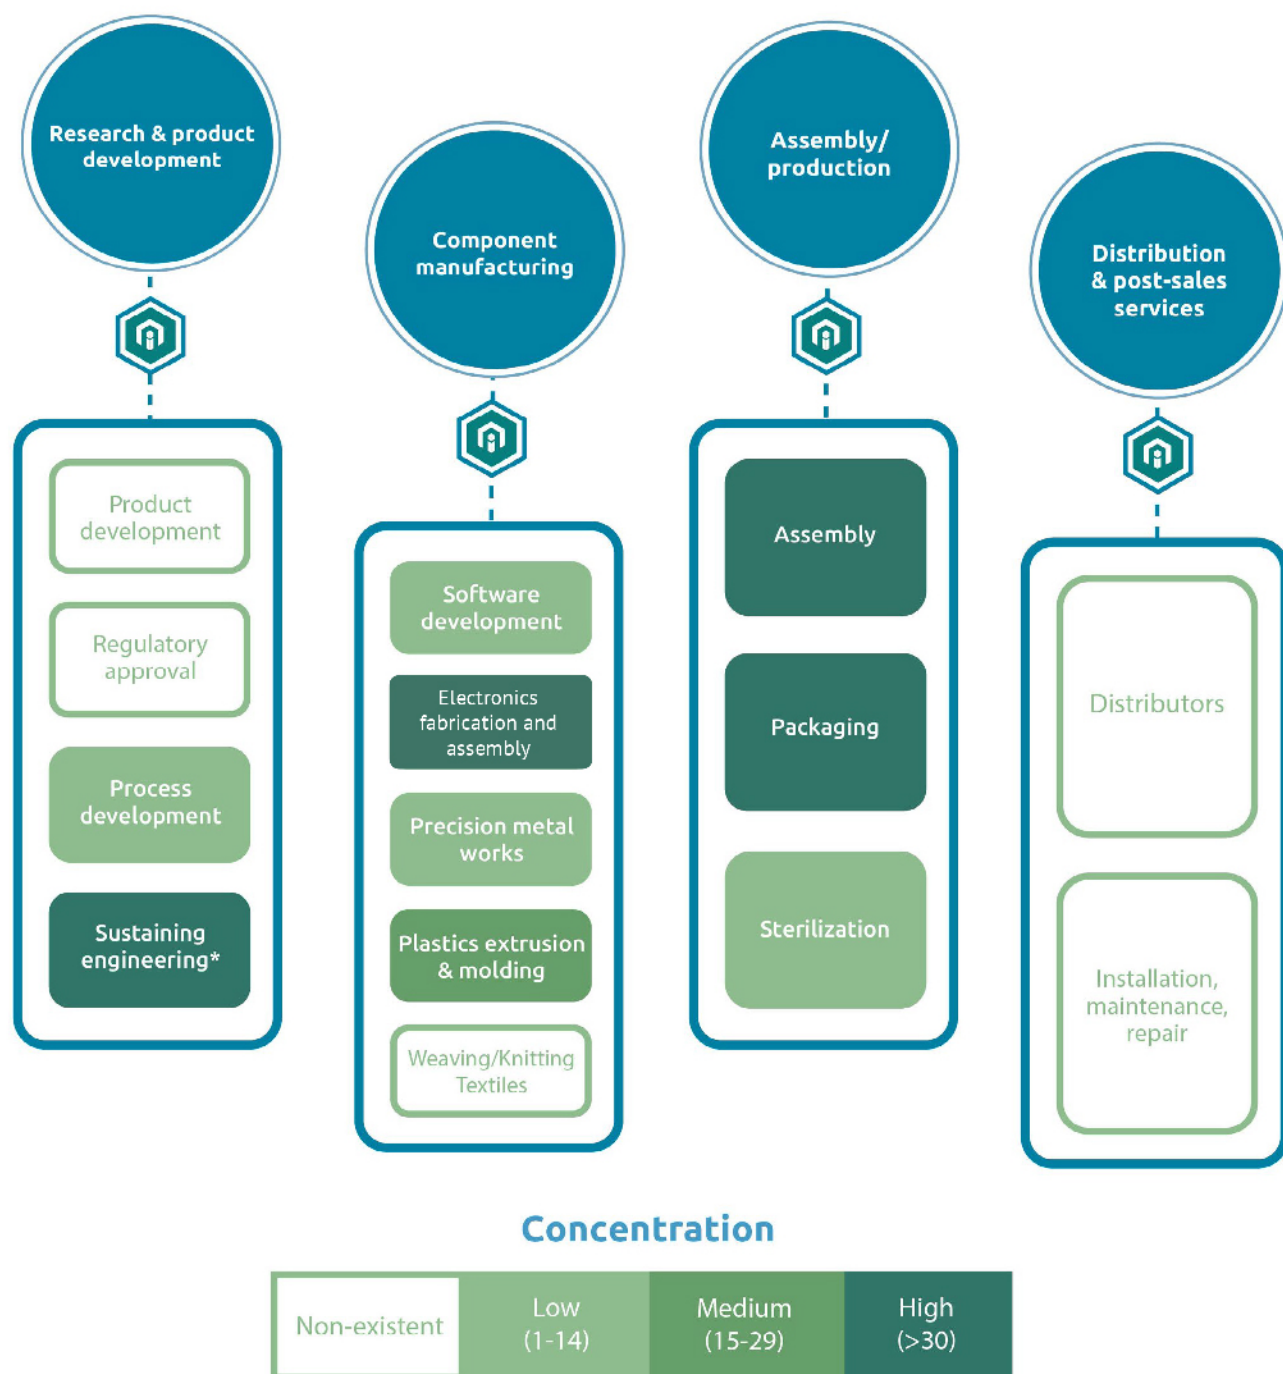 Research & product
development
Product
development
Regulatory
approval
Process
development
Sustaining
engineering*
Component
manufacturing
Software
development
Electronics
fabrication and
assembly
Precision metal
works
Plastics extrusion
& molding
Weaving/Knitting
Textiles
Assembly/
production
Assembly
Packaging
Sterilization
Distribution
& post-sales
services
Distributors
Installation,
maintenance,
repair
Concentration
Non-existent
Low
(1-14)
Medium
(15-29)
High
(>30)